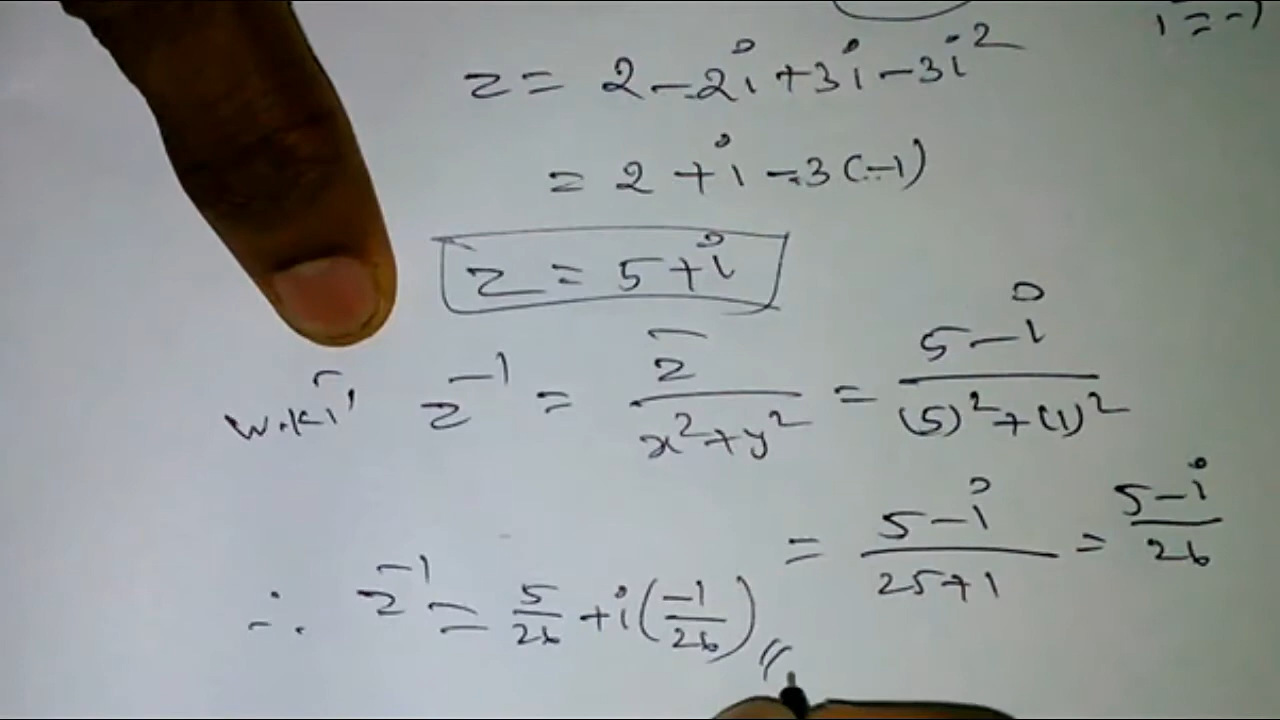 i = -1
z = 2 - 2i + 3i - 3i²
= 2 + i - 3(-1)
z = 5 + i
w.k.t z⁻¹ = z̄ / (x² + y²) = (5 - i) / ((5)² + (1)²)
= (5 - i) / (25 + 1) = (5 - i) / 26
∴ z⁻¹ = 5/26 + i(-1/26) //